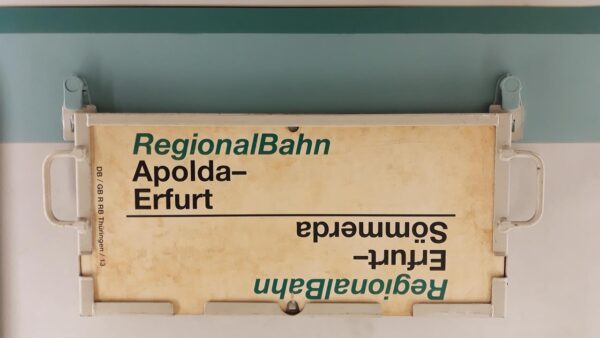 RegionalBahn
Apolda–
Erfurt
RegionalBahn
Erfurt–
Sömmerda
DB / GB R RB Thüringen / 13